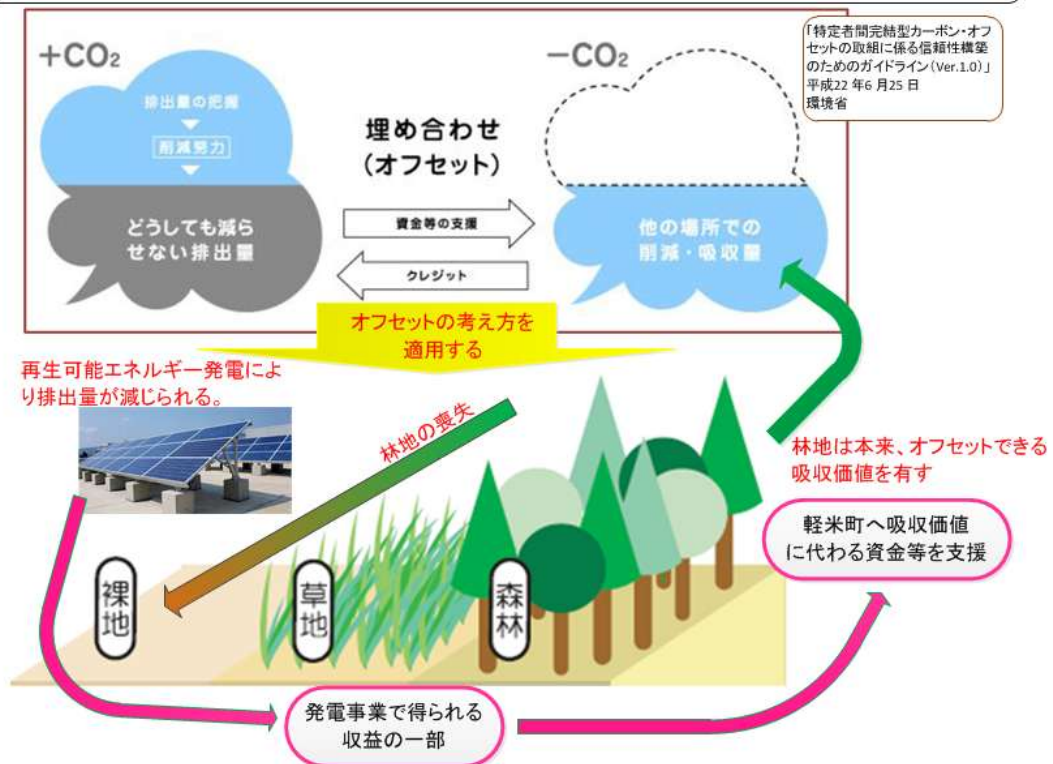 「特定者間完結型カーボン・オフ
セットの取組に係る信頼性構築
のためのガイドライン(Ver.1.0)」
平成22 年6 月25 日
環境省
+CO₂
−CO₂
排出量の把握
削減努力
どうしても減ら
せない排出量
埋め合わせ
(オフセット)
資金等の支援
クレジット
他の場所での
削減・吸収量
オフセットの考え方を
適用する
再生可能エネルギー発電によ
り排出量が減じられる。
林地の喪失
林地は本来、オフセットできる
吸収価値を有す
軽米町へ吸収価値
に代わる資金等を支援
裸地
草地
森林
発電事業で得られる
収益の一部